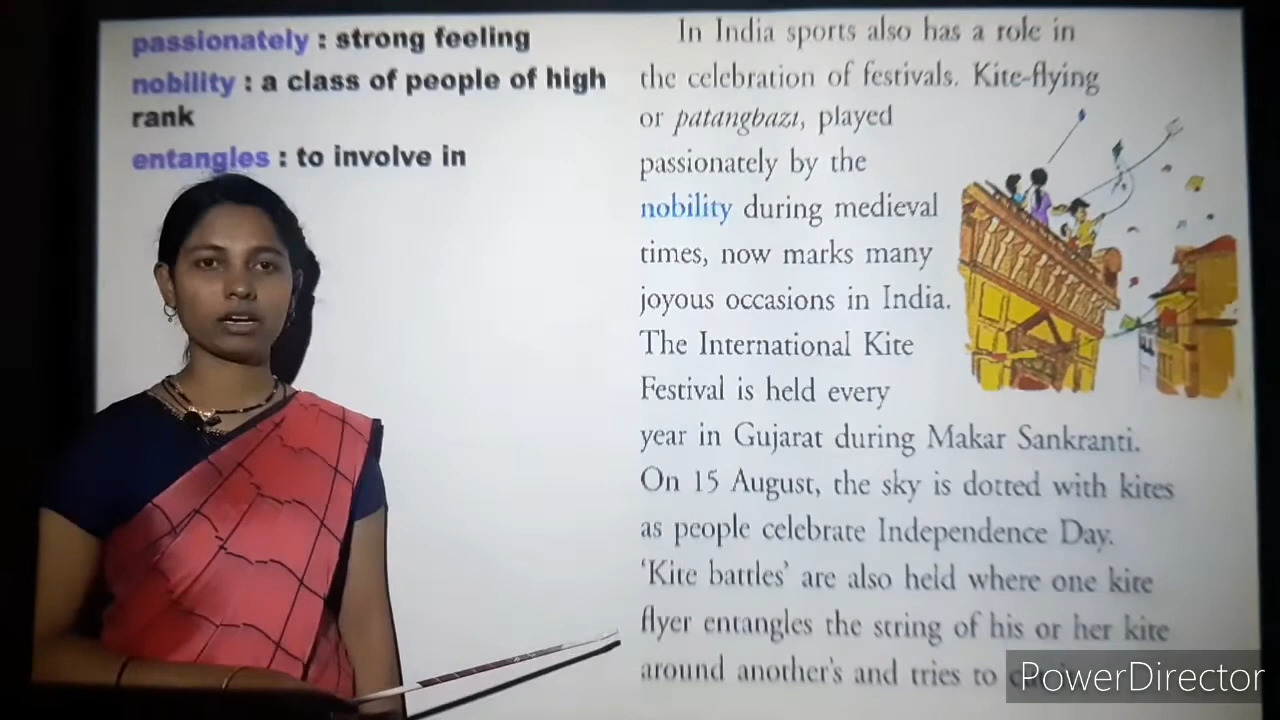 passionately : strong feeling
nobility : a class of people of high
rank
entangles : to involve in
In India sports also has a role in
the celebration of festivals. Kite-flying
or patangbazi, played
passionately by the
nobility during medieval
times, now marks many
joyous occasions in India.
The International Kite
Festival is held every
year in Gujarat during Makar Sankranti.
On 15 August, the sky is dotted with kites
as people celebrate Independence Day.
‘Kite battles’ are also held where one kite
flyer entangles the string of his or her kite
around another's and tries to
PowerDirector